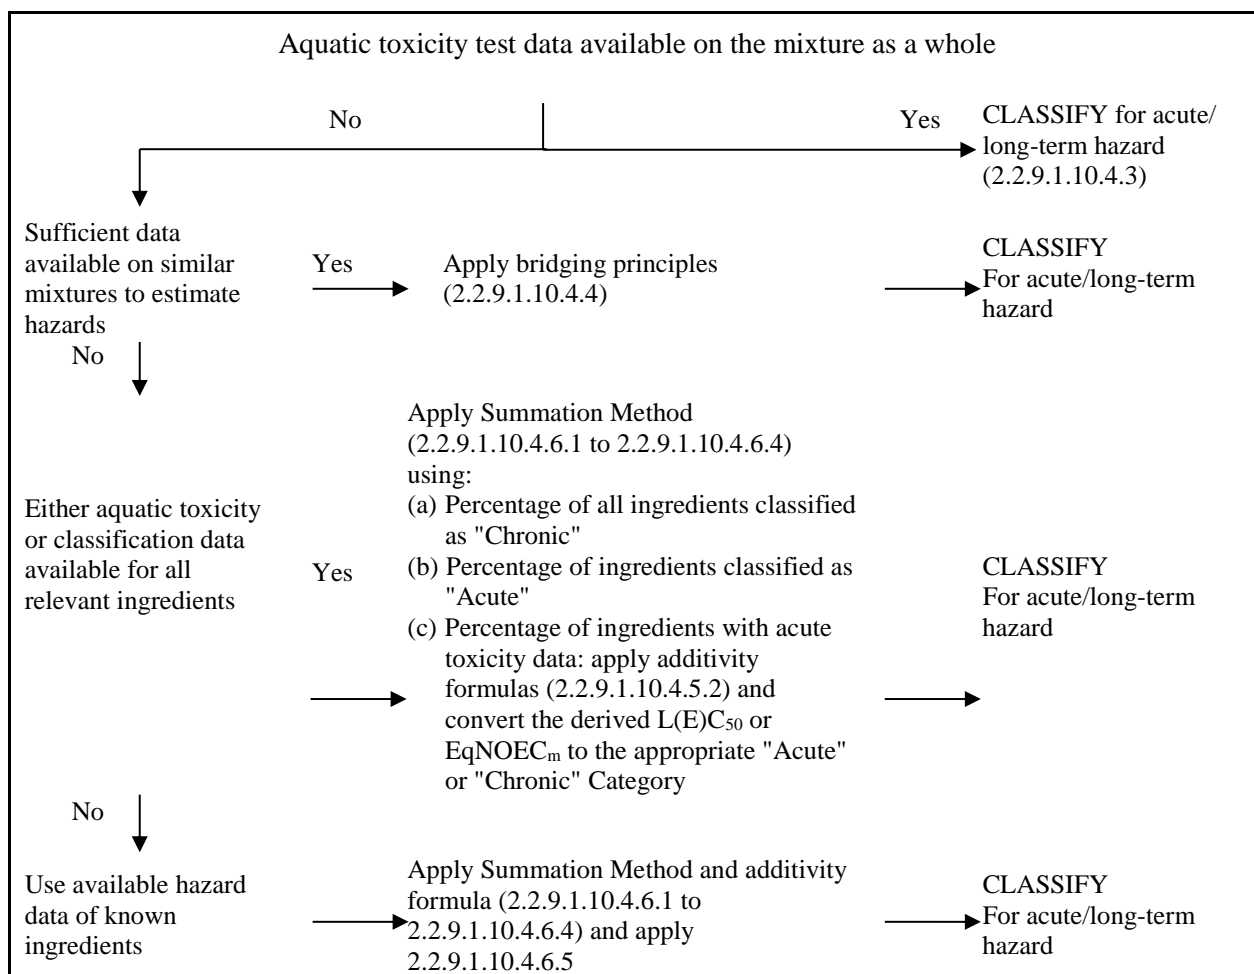 Aquatic toxicity test data available on the mixture as a whole
No
Yes
CLASSIFY for acute/
long-term hazard
(2.2.9.1.10.4.3)
Sufficient data
available on similar
mixtures to estimate
hazards
Yes
Apply bridging principles
(2.2.9.1.10.4.4)
CLASSIFY
For acute/long-term
hazard
No
Either aquatic toxicity
or classification data
available for all
relevant ingredients
Yes
Apply Summation Method
(2.2.9.1.10.4.6.1 to 2.2.9.1.10.4.6.4)
using:
(a) Percentage of all ingredients classified
as "Chronic"
(b) Percentage of ingredients classified as
"Acute"
(c) Percentage of ingredients with acute
toxicity data: apply additivity
formulas (2.2.9.1.10.4.5.2) and
convert the derived L(E)C₅₀ or
EqNOECₘ to the appropriate "Acute"
or "Chronic" Category
CLASSIFY
For acute/long-term
hazard
No
Use available hazard
data of known
ingredients
Apply Summation Method and additivity
formula (2.2.9.1.10.4.6.1 to
2.2.9.1.10.4.6.4) and apply
2.2.9.1.10.4.6.5
CLASSIFY
For acute/long-term
hazard